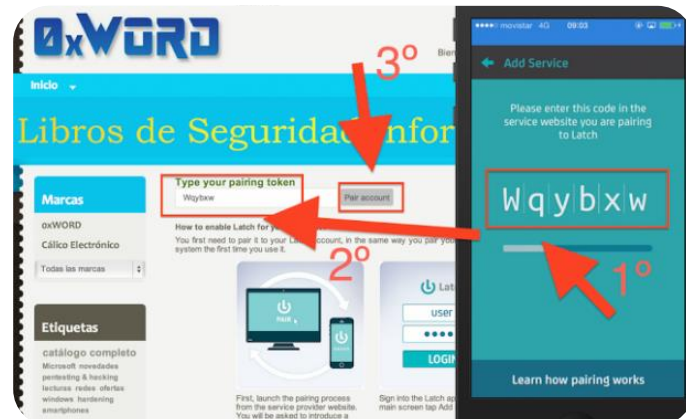 0xWORD
Bien
Inicio
Libros de Seguridad Infor
3º
Type your pairing token
Wqybxw
Pair account
How to enable Latch for yo
You first need to pair it to your Latch account, in the same way you pair your
system the first time you use it.
2º
Marcas
0xWORD
Cálico Electrónico
Todas las marcas
Etiquetas
catálogo completo
Microsoft novedades
pentesting & hacking
lecturas redes ofertas
windows hardening
smartphones
PAIR
First, launch the pairing process
from the service provider website.
You will be asked to introduce a
Lat
user
LOGIN
Sign into the Latch ap
main screen tap Add
movistar 4G 09:03
Add Service
Please enter this code in the
service website you are pairing
to Latch
Wqybxw
1º
Learn how pairing works